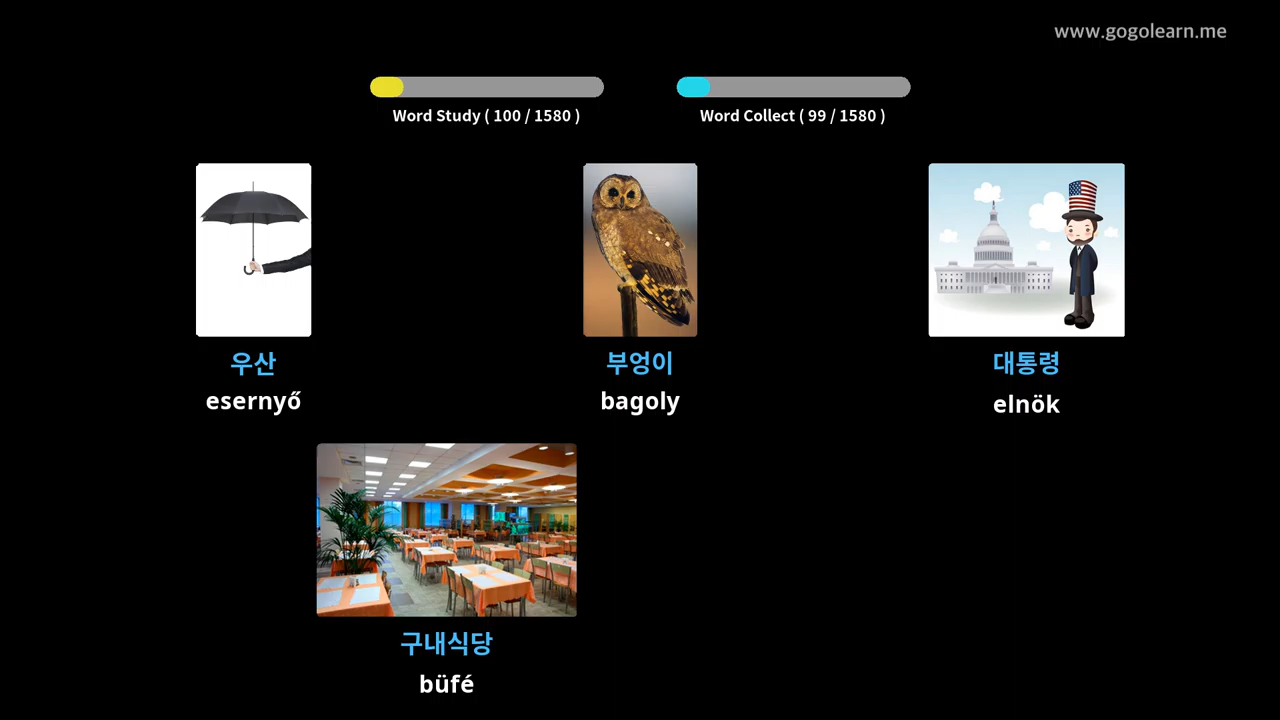 www.gogolearn.me
Word Study ( 100 / 1580 )
Word Collect ( 99 / 1580 )
우산
esernyő
부엉이
bagoly
대통령
elnök
구내식당
büfé